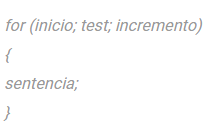 for (inicio; test; incremento)
{
sentencia;
}